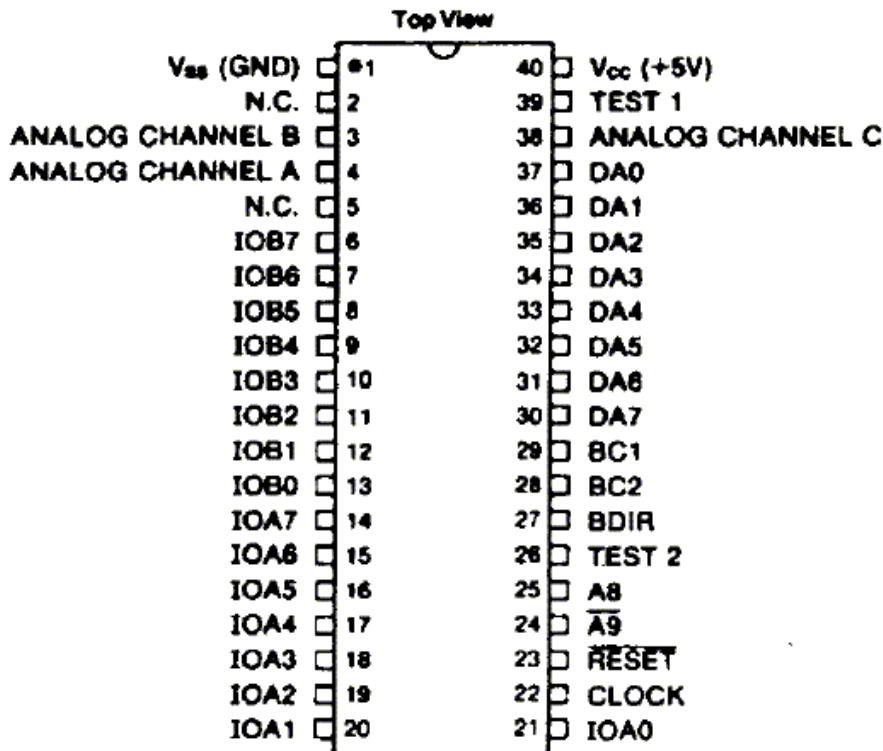 Top View
Vss (GND) 1 40 Vcc (+5V)
N.C. 2 39 TEST 1
ANALOG CHANNEL B 3 38 ANALOG CHANNEL C
ANALOG CHANNEL A 4 37 DA0
N.C. 5 36 DA1
IOB7 6 35 DA2
IOB6 7 34 DA3
IOB5 8 33 DA4
IOB4 9 32 DA5
IOB3 10 31 DA6
IOB2 11 30 DA7
IOB1 12 29 BC1
IOB0 13 28 BC2
IOA7 14 27 BDIR
IOA6 15 26 TEST 2
IOA5 16 25 A8
IOA4 17 24 A̅9̅
IOA3 18 23 R̅E̅S̅E̅T̅
IOA2 19 22 CLOCK
IOA1 20 21 IOA0